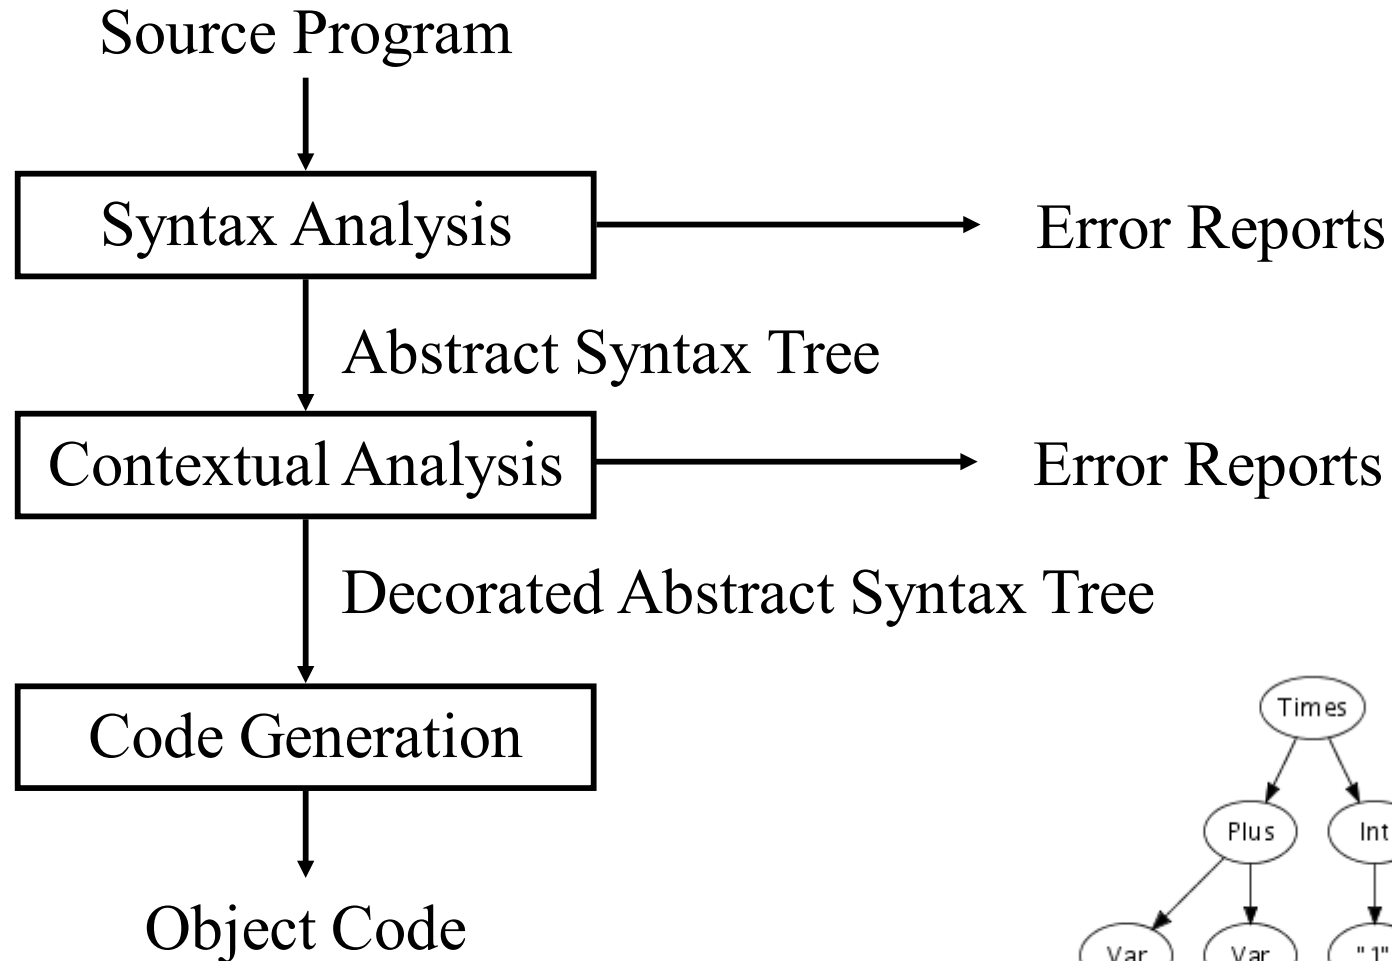 Source Program
Syntax Analysis
Error Reports
Abstract Syntax Tree
Contextual Analysis
Error Reports
Decorated Abstract Syntax Tree
Code Generation
Object Code
Times
Plus
Int
Var
Var
"1"